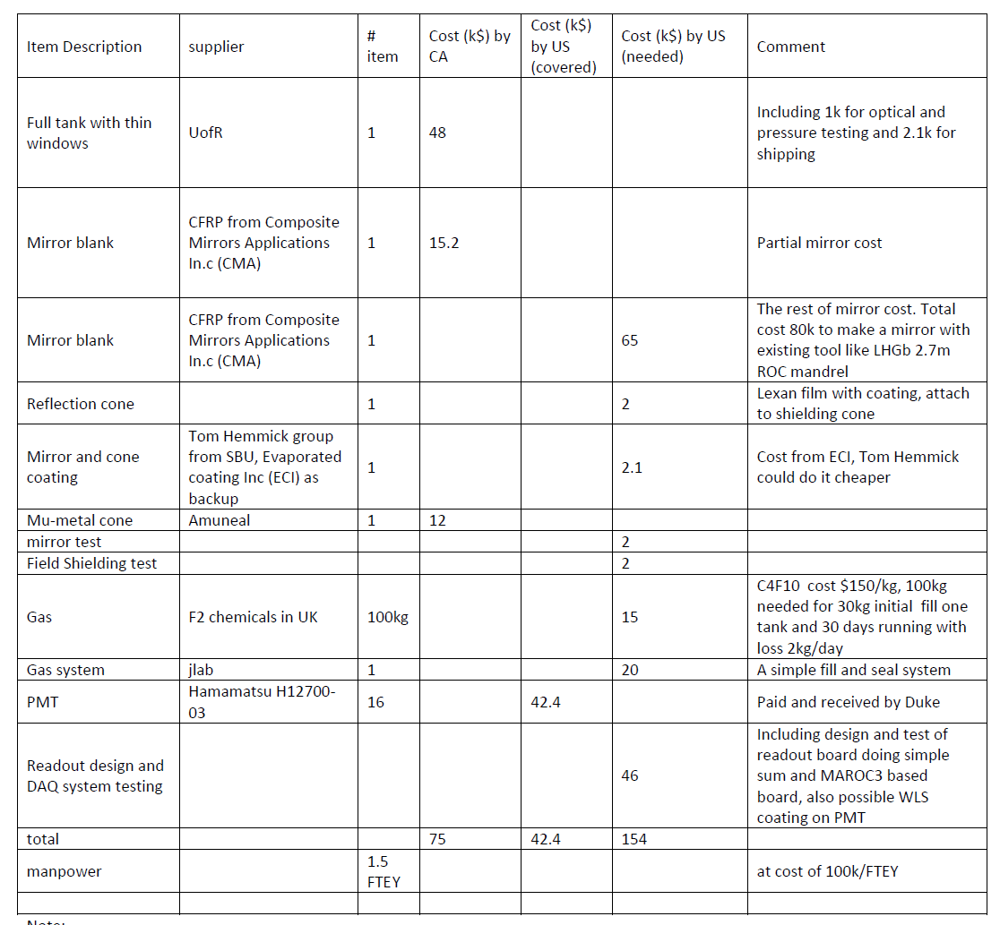 Item Description
supplier
#
item
Cost (k$) by
CA
Cost (k$)
by US
(covered)
Cost (k$) by US
(needed)
Comment
Full tank with thin
windows
UofR
1
48
Including 1k for optical and
pressure testing and 2.1k for
shipping
Mirror blank
CFRP from Composite
Mirrors Applications
In.c (CMA)
1
15.2
Partial mirror cost
Mirror blank
CFRP from Composite
Mirrors Applications
In.c (CMA)
1
65
The rest of mirror cost. Total
cost 80k to make a mirror with
existing tool like LHGb 2.7m
ROC mandrel
Reflection cone
1
2
Lexan film with coating, attach
to shielding cone
Mirror and cone
coating
Tom Hemmick group
from SBU, Evaporated
coating Inc (ECI) as
backup
1
2.1
Cost from ECI, Tom Hemmick
could do it cheaper
Mu-metal cone
Amuneal
1
12
mirror test
2
Field Shielding test
2
Gas
F2 chemicals in UK
100kg
15
C4F10 cost $150/kg, 100kg
needed for 30kg initial fill one
tank and 30 days running with
loss 2kg/day
Gas system
jlab
1
20
A simple fill and seal system
PMT
Hamamatsu H12700-
03
16
42.4
Paid and received by Duke
Readout design and
DAQ system testing
46
Including design and test of
readout board doing simple
sum and MAROC3 based
board, also possible WLS
coating on PMT
total
75
42.4
154
manpower
1.5
FTEY
at cost of 100k/FTEY
Note: